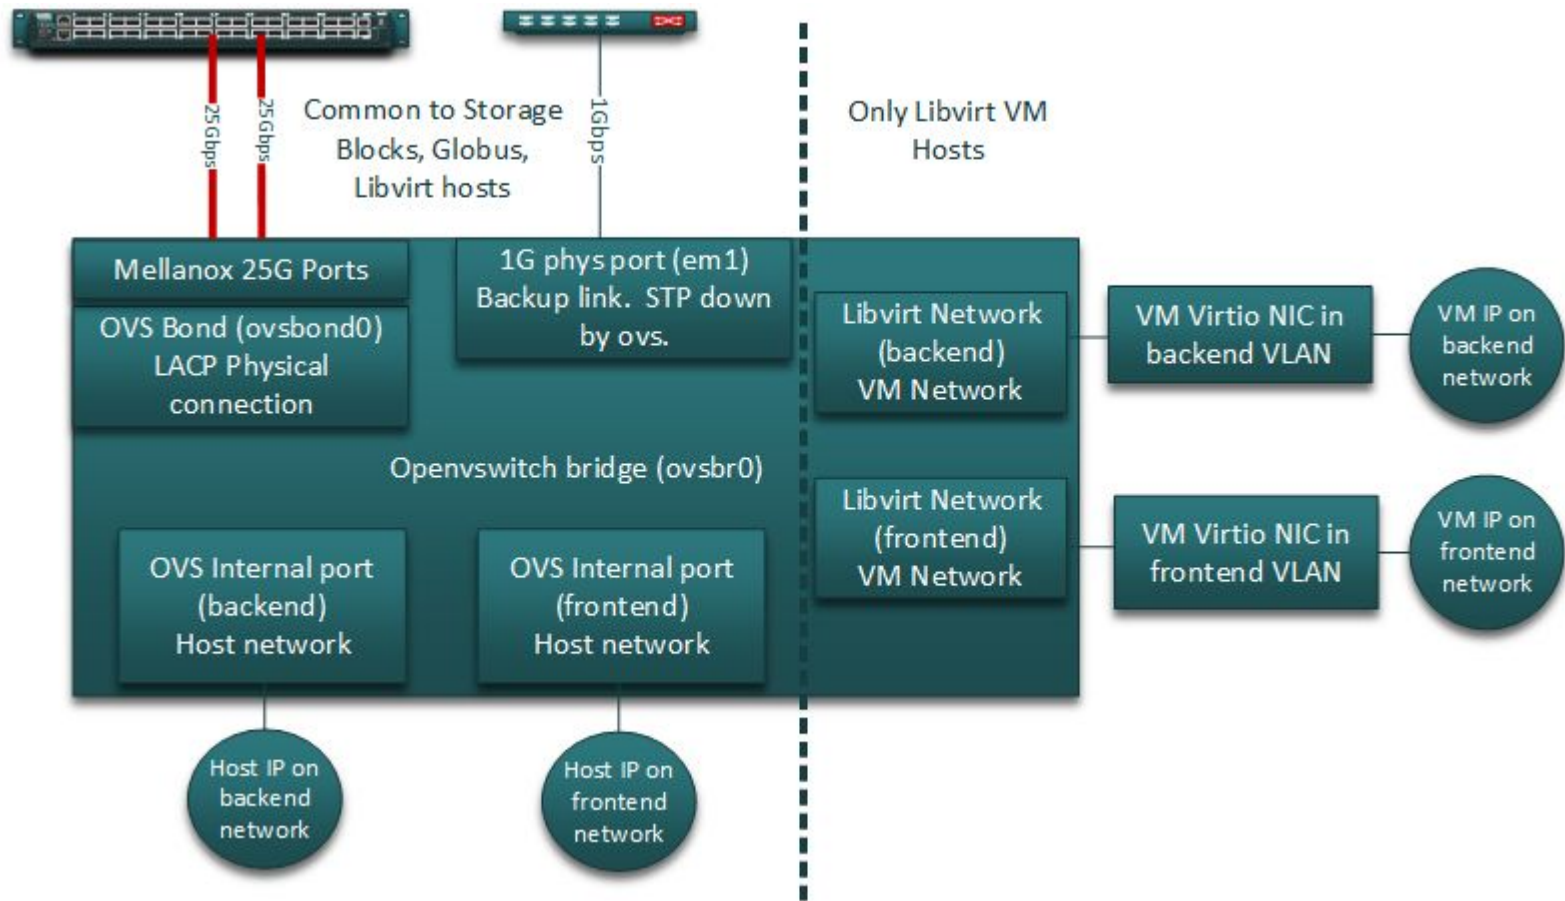 25Gbps
25Gbps
Common to Storage
Blocks, Globus,
Libvirt hosts
1Gbps
Only Libvirt VM
Hosts
Mellanox 25G Ports
OVS Bond (ovsbond0)
LACP Physical
connection
1G phys port (em1)
Backup link.  STP down
by ovs.
Libvirt Network
(backend)
VM Network
VM Virtio NIC in
backend VLAN
VM IP on
backend
network
Openvswitch bridge (ovsbr0)
Libvirt Network
(frontend)
VM Network
VM Virtio NIC in
frontend VLAN
VM IP on
frontend
network
OVS Internal port
(backend)
Host network
OVS Internal port
(frontend)
Host network
Host IP on
backend
network
Host IP on
frontend
network